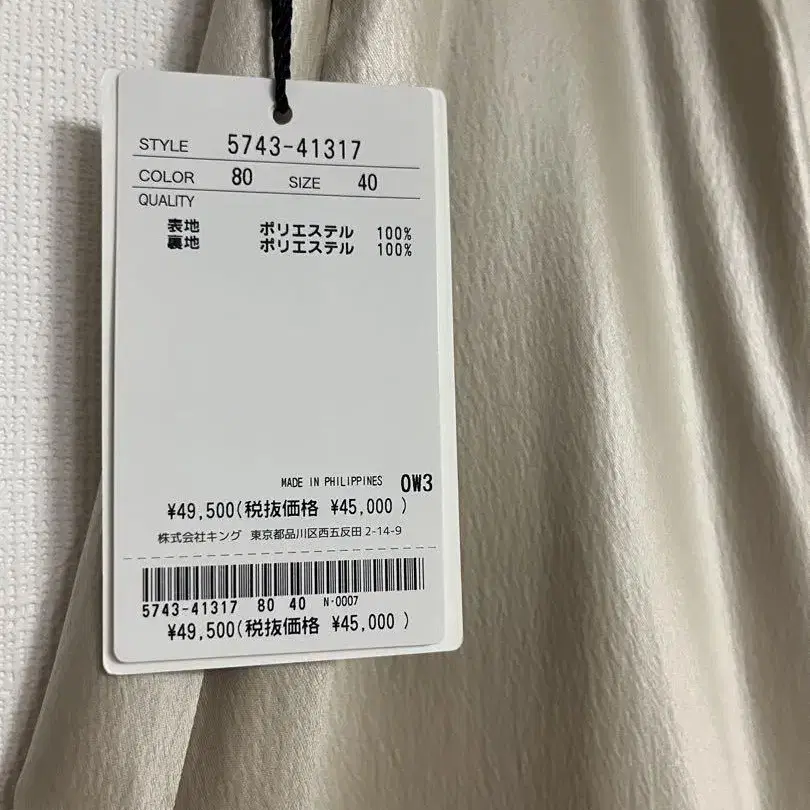 STYLE 5743-41317
COLOR 80 SIZE 40
QUALITY
表地 ポリエステル 100%
裏地 ポリエステル 100%
MADE IN PHILIPPINES OW3
¥49,500(税抜価格 ¥45,000 )
株式会社キング 東京都品川区西五反田2-14-9
5743-41317 80 40 N-0007
¥49,500(税抜価格 ¥45,000 )